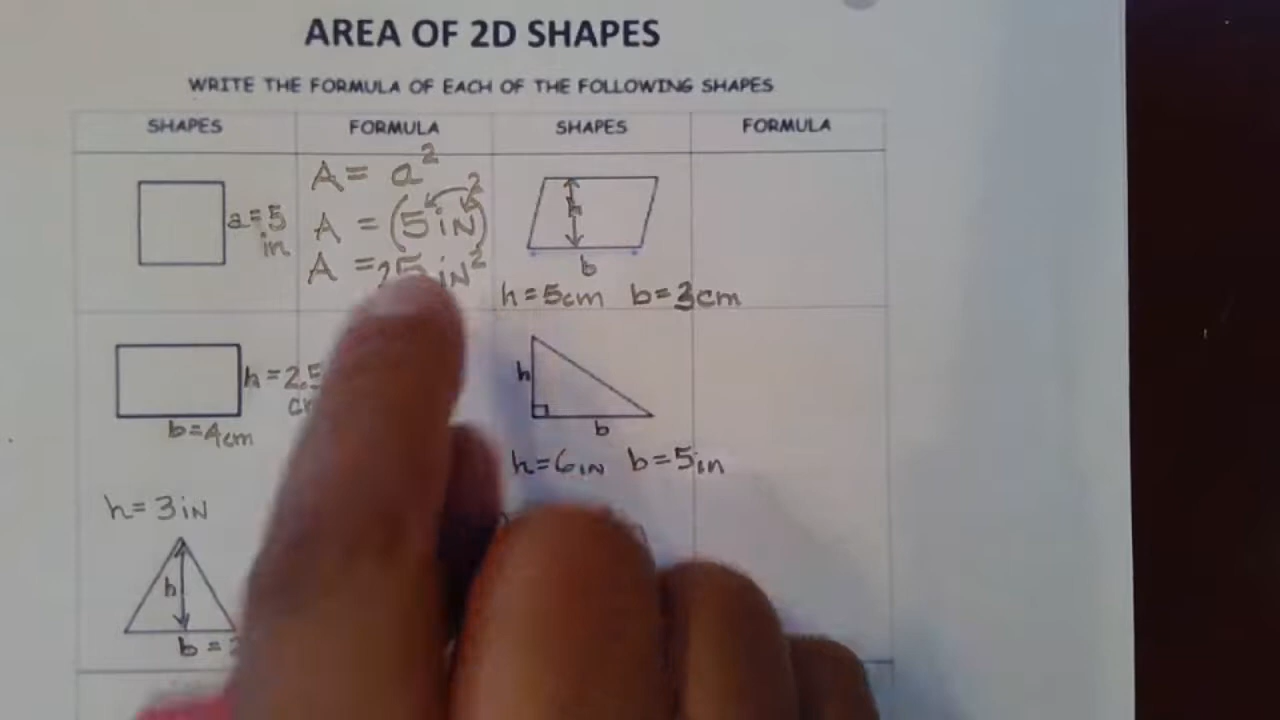 AREA OF 2D SHAPES
WRITE THE FORMULA OF EACH OF THE FOLLOWING SHAPES
SHAPES FORMULA SHAPES FORMULA
a=5
in
A = a²
A = (5 iN)²
A = 25 iN²
h
b
h=5cm b=3cm
h=2.5
b=4cm
h
b
h=6iN b=5in
h=3iN
h
b =